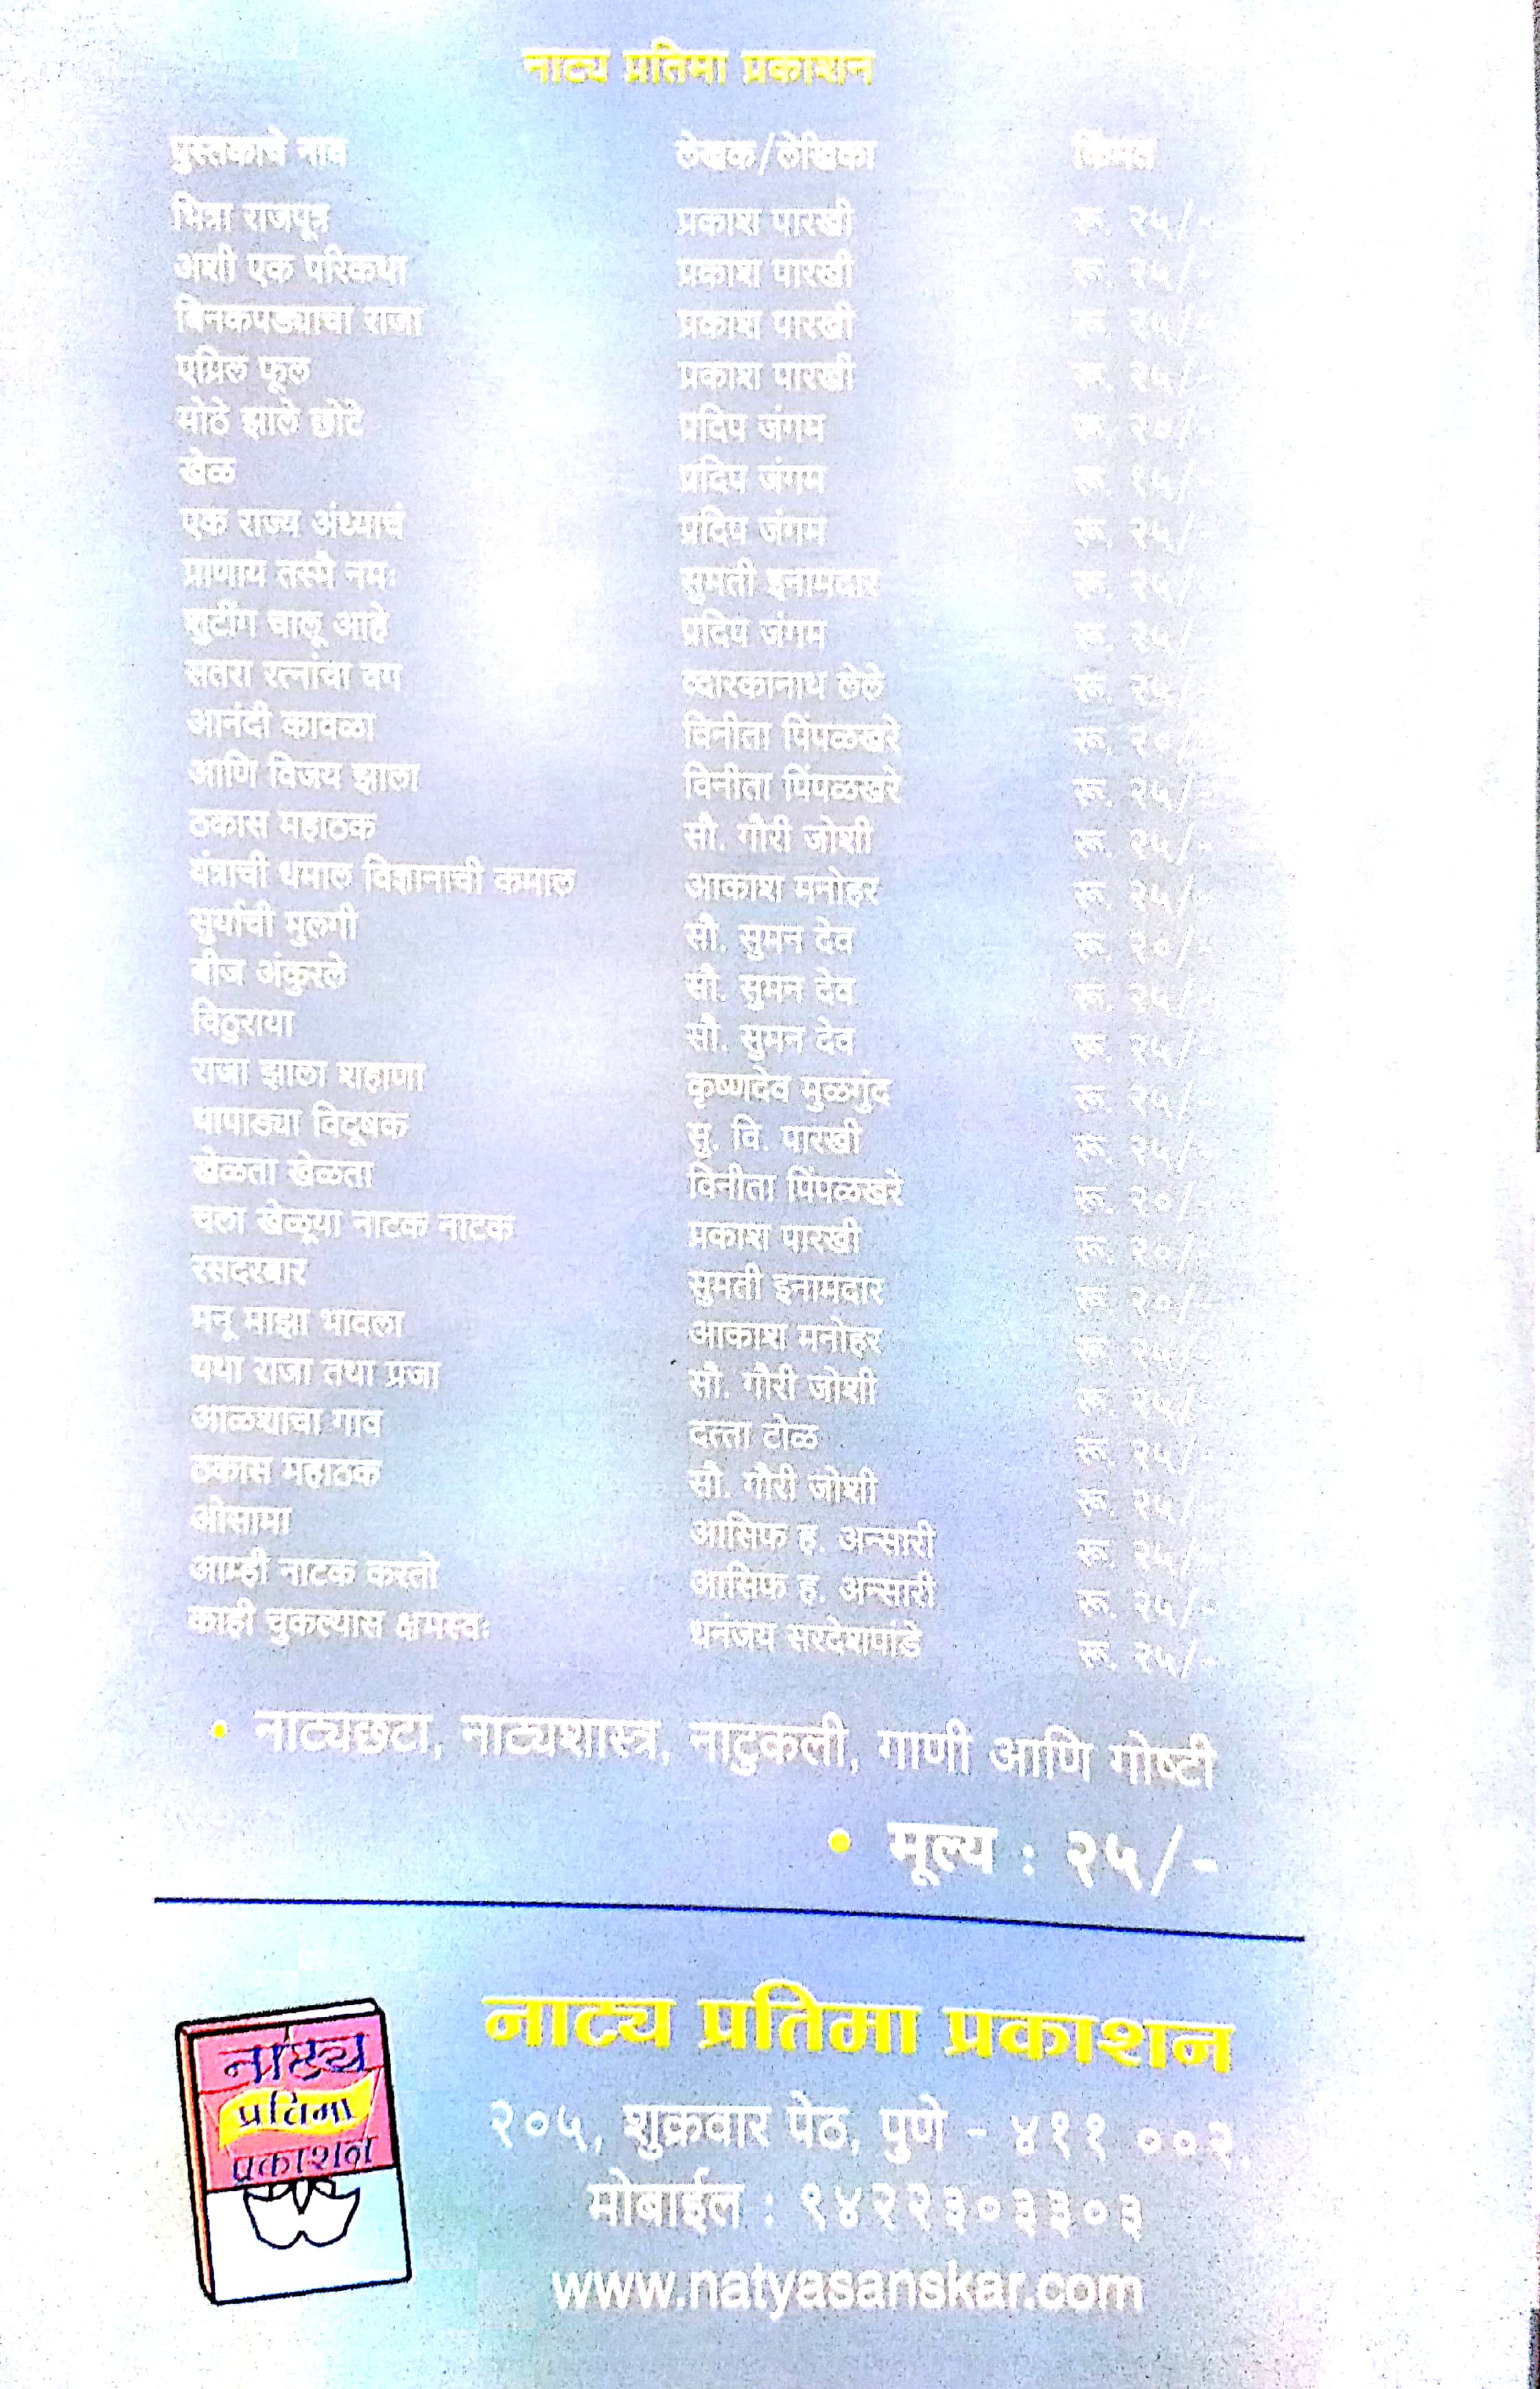 नाट्य प्रतिमा प्रकाशन
पुस्तकाचे नाव लेखक/लेखिका किंमत
भित्रा राजपूत्र प्रकाश पारखी रू. २५/-
अशी एक परिकथा प्रकाश पारखी रू. २५/-
बिनकपड्याचा राजा प्रकाश पारखी रू. २५/-
एप्रिल फूल प्रकाश पारखी रू. २५/-
मोठे झाले छोटे प्रदिप जंगम रू. २०/-
खेळ प्रदिप जंगम रू. १५/-
एक राज्य अंध्याचं प्रदिप जंगम रू. २५/-
प्राणाय तस्मै नमः सुमती इनामदार रू. २५/-
शुटींग चालू आहे प्रदिप जंगम रू. २५/-
सतरा रत्नांचा वग व्दारकानाथ लेले रू. २५/-
आनंदी कावळा विनीता पिंपळखरे रू. २०/-
आणि विजय झाला विनीता पिंपळखरे रू. २५/-
ठकास महाठक सौ. गौरी जोशी रू. २५/-
यंत्राची धमाल विज्ञानाची कमाल आकाश मनोहर रू. २५/-
सुर्याची मुलगी सौ. सुमन देव रू. २०/-
बीज अंकुरले सौ. सुमन देव रू. २५/-
विठुराया सौ. सुमन देव रू. २५/-
राजा झाला शहाणा कृष्णदेव मुळगुंद रू. २५/-
थापाड्या विदूषक सु. वि. पारखी रू. २५/-
खेळता खेळता विनीता पिंपळखरे रू. २०/-
चला खेळूया नाटक नाटक प्रकाश पारखी रू. २०/-
रसदरबार सुमती इनामदार रू. २०/-
मनू माझा भावला आकाश मनोहर रू. २५/-
यथा राजा तथा प्रजा सौ. गौरी जोशी रू. २५/-
आळशाचा गाव दत्ता टोळ रू. २५/-
ठकास महाठक सौ. गौरी जोशी रू. २५/-
ओसामा आसिफ ह. अन्सारी रू. २५/-
आम्ही नाटक करतो आसिफ ह. अन्सारी रू. २५/-
काही चुकल्यास क्षमस्वः धनंजय सरदेशपांडे रू. २५/-
• नाट्यछटा, नाट्यशास्त्र, नाटुकली, गाणी आणि गोष्टी
• मूल्य : २५/-
नाट्य
प्रतिमा
प्रकाशन
नाट्य प्रतिमा प्रकाशन
२०५, शुक्रवार पेठ, पुणे - ४११ ००२.
मोबाईल : ९४२२३०३३०३
www.natyasanskar.com